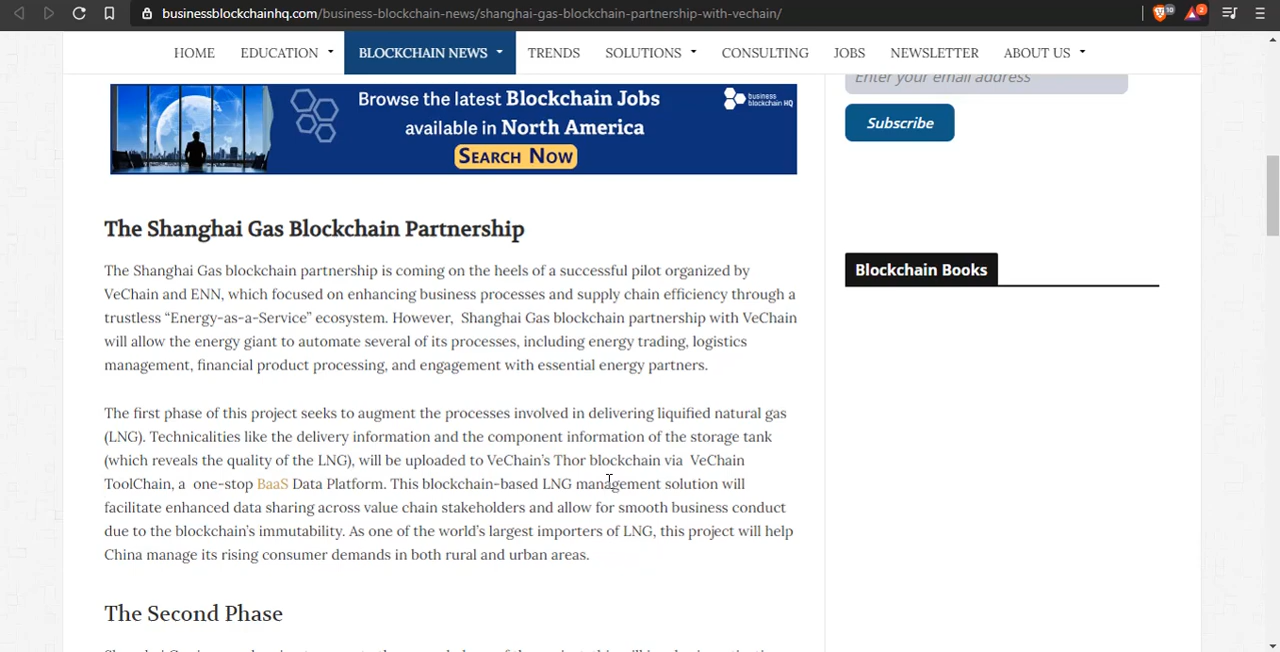 businessblockchainhq.com/business-blockchain-news/shanghai-gas-blockchain-partnership-with-vechain/
10
2
HOME EDUCATION BLOCKCHAIN NEWS TRENDS SOLUTIONS CONSULTING JOBS NEWSLETTER ABOUT US
Enter your email address
Subscribe
Browse the latest Blockchain Jobs
available in North America
SEARCH NOW
business
blockchain HQ
The Shanghai Gas Blockchain Partnership
The Shanghai Gas blockchain partnership is coming on the heels of a successful pilot organized by
VeChain and ENN, which focused on enhancing business processes and supply chain efficiency through a
trustless “Energy-as-a-Service” ecosystem. However, Shanghai Gas blockchain partnership with VeChain
will allow the energy giant to automate several of its processes, including energy trading, logistics
management, financial product processing, and engagement with essential energy partners.
The first phase of this project seeks to augment the processes involved in delivering liquified natural gas
(LNG). Technicalities like the delivery information and the component information of the storage tank
(which reveals the quality of the LNG), will be uploaded to VeChain’s Thor blockchain via VeChain
ToolChain, a one-stop BaaS Data Platform. This blockchain-based LNG management solution will
facilitate enhanced data sharing across value chain stakeholders and allow for smooth business conduct
due to the blockchain’s immutability. As one of the world’s largest importers of LNG, this project will help
China manage its rising consumer demands in both rural and urban areas.
The Second Phase
Blockchain Books